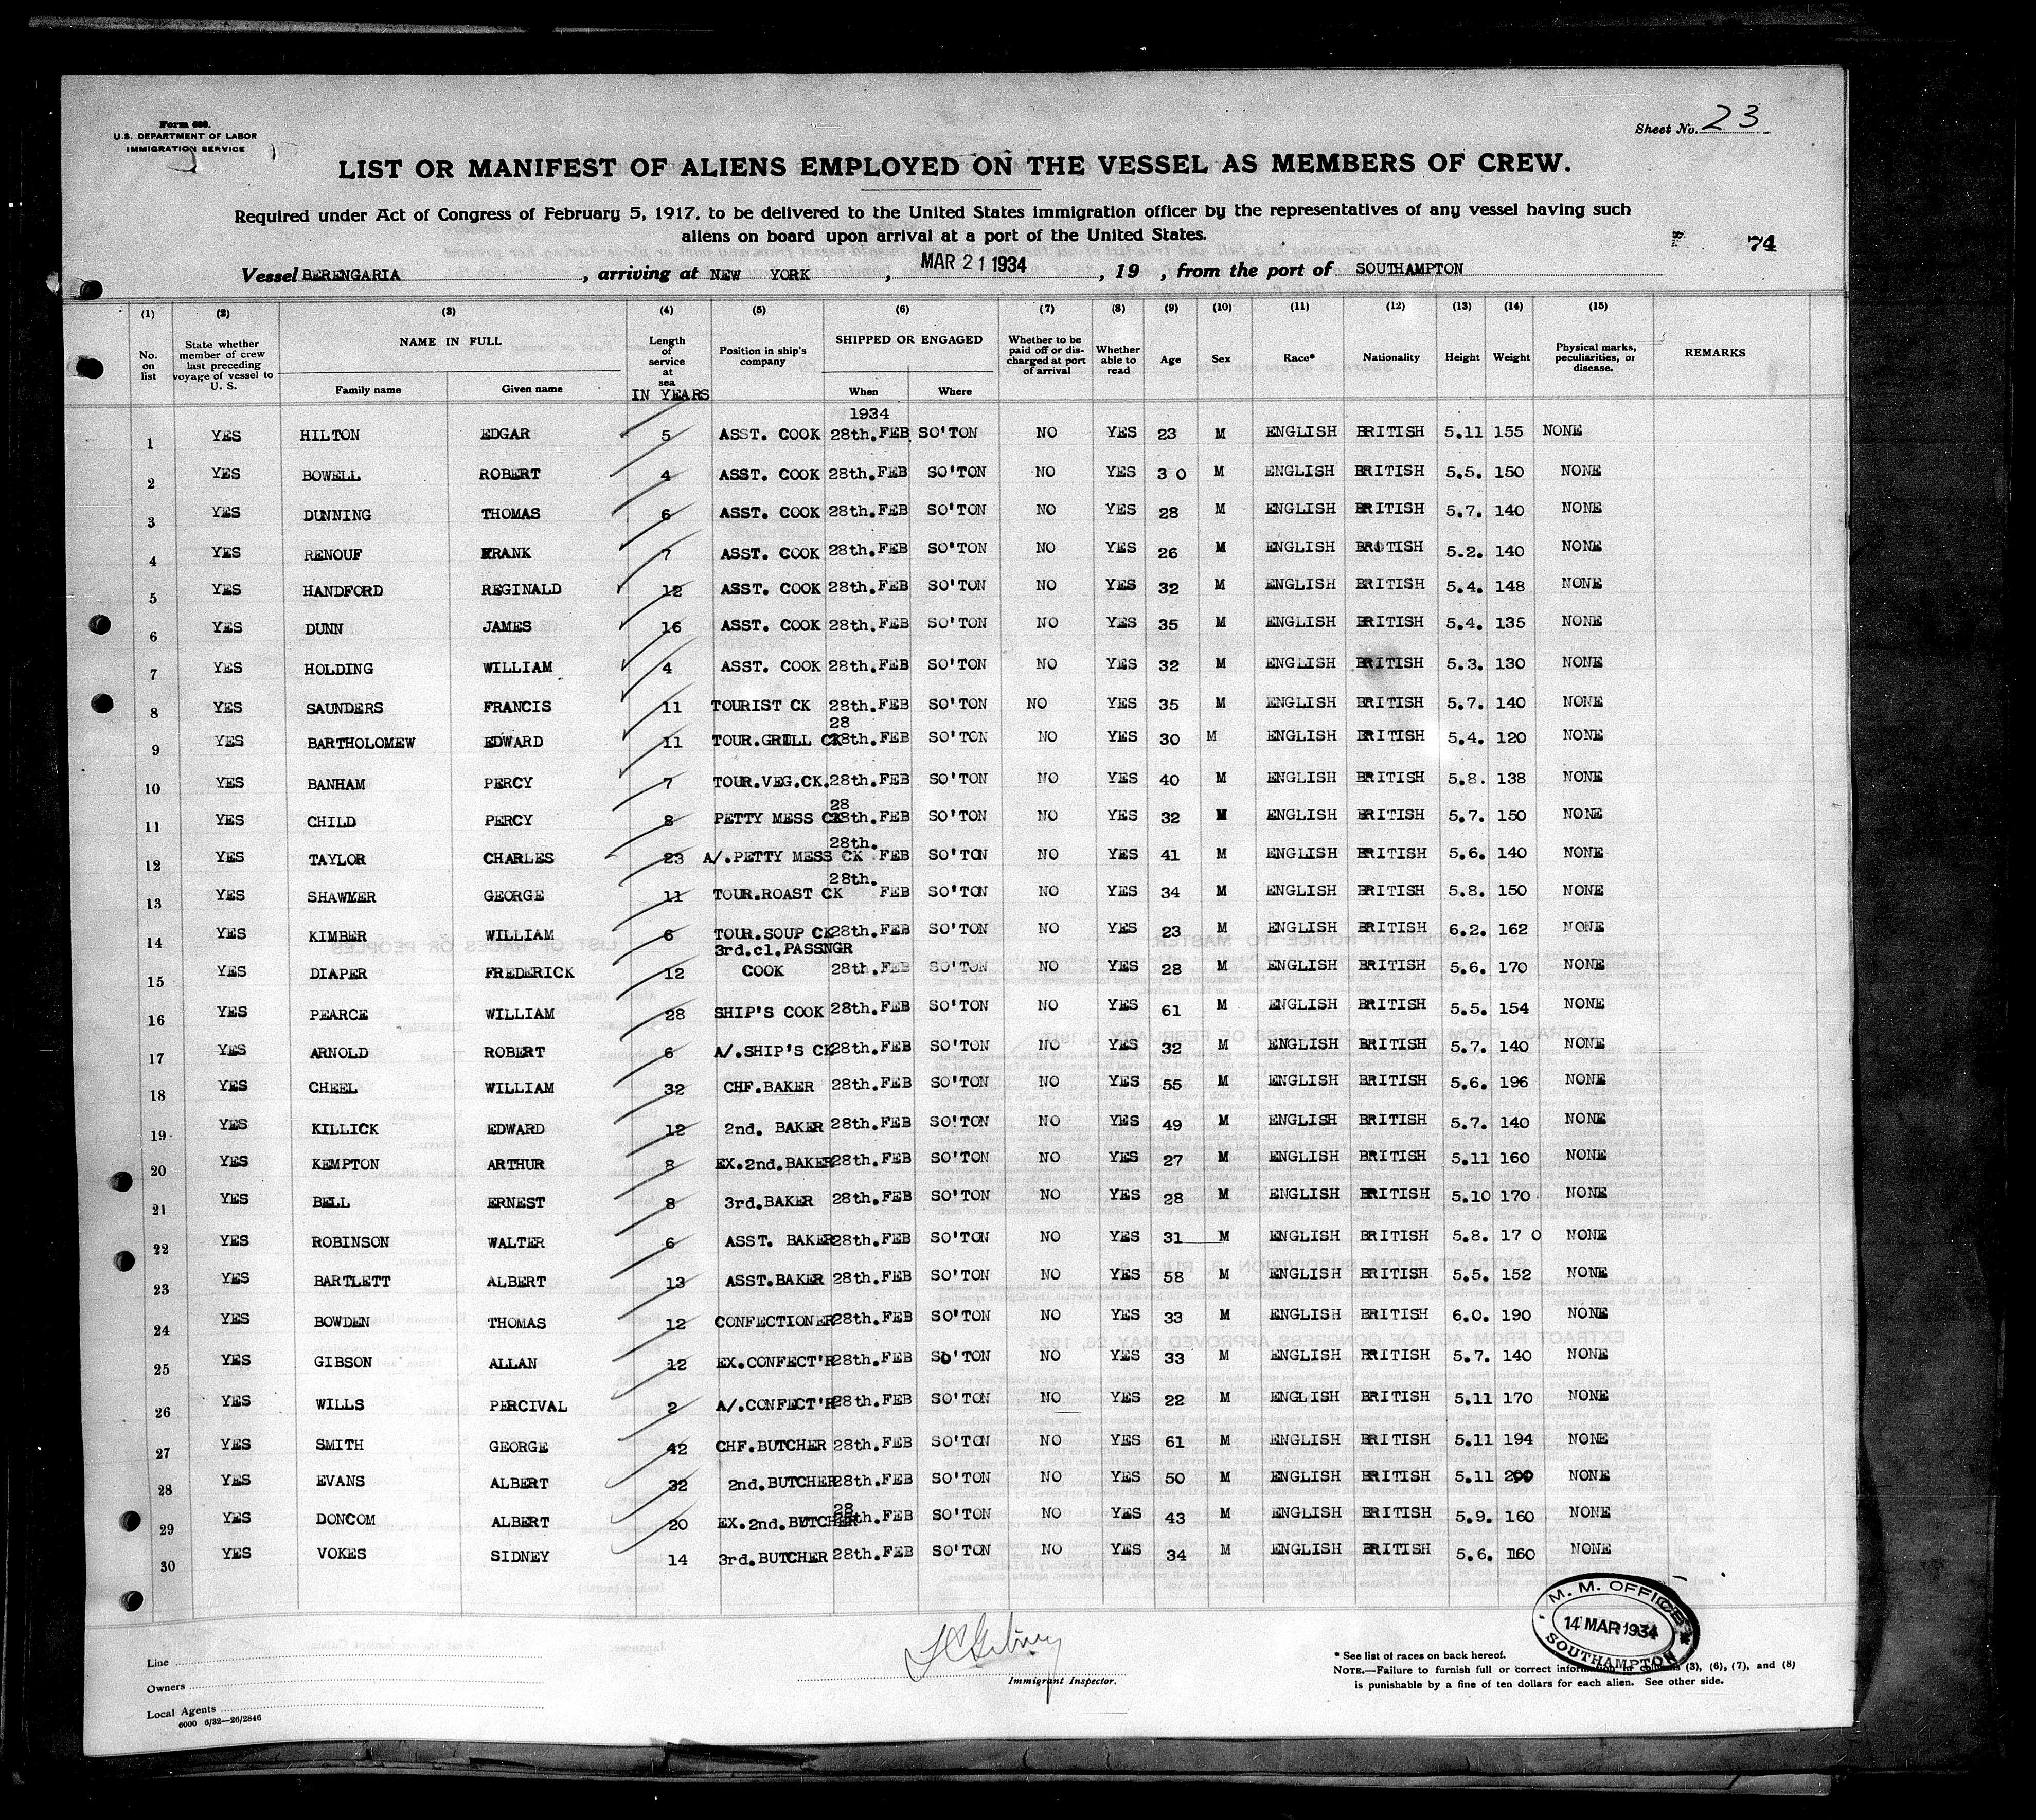 Form 680.
U.S. DEPARTMENT OF LABOR
IMMIGRATION SERVICE
Sheet No. 23
LIST OR MANIFEST OF ALIENS EMPLOYED ON THE VESSEL AS MEMBERS OF CREW.
Required under Act of Congress of February 5, 1917, to be delivered to the United States immigration officer by the representatives of any vessel having such
aliens on board upon arrival at a port of the United States.
74
Vessel BERENGARIA, arriving at NEW YORK, MAR 21 1934, 19 , from the port of SOUTHAMPTON
(1) (2) (3) (4) (5) (6) (7) (8) (9) (10) (11) (12) (13) (14) (15)
No. on list State whether member of crew last preceding voyage of vessel to U. S. NAME IN FULL Length of service at sea IN YEARS Position in ship's company SHIPPED OR ENGAGED Whether to be paid off or discharged at port of arrival Whether able to read Age Sex Race* Nationality Height Weight Physical marks, peculiarities, or disease. REMARKS
Family name Given name When Where
1934
1 YES HILTON EDGAR 5 ASST. COOK 28th. FEB SO'TON NO YES 23 M ENGLISH BRITISH 5.11 155 NONE
2 YES BOWELL ROBERT 4 ASST. COOK 28th. FEB SO'TON NO YES 3 0 M ENGLISH BRITISH 5.5. 150 NONE
3 YES DUNNING THOMAS 6 ASST. COOK 28th. FEB SO'TON NO YES 28 M ENGLISH BRITISH 5.7. 140 NONE
4 YES RENOUF FRANK 7 ASST. COOK 28th. FEB SO'TON NO YES 26 M ENGLISH BRITISH 5.2. 140 NONE
5 YES HANDFORD REGINALD 12 ASST. COOK 28th. FEB SO'TON NO YES 32 M ENGLISH BRITISH 5.4. 148 NONE
6 YES DUNN JAMES 16 ASST. COOK 28th. FEB SO'TON NO YES 35 M ENGLISH BRITISH 5.4. 135 NONE
7 YES HOLDING WILLIAM 4 ASST. COOK 28th. FEB SO'TON NO YES 32 M ENGLISH BRITISH 5.3. 130 NONE
8 YES SAUNDERS FRANCIS 11 TOURIST CK 28th. FEB SO'TON NO YES 35 M ENGLISH BRITISH 5.7. 140 NONE
9 YES BARTHOLOMEW EDWARD 11 TOUR.GRILL CK 28th. FEB SO'TON NO YES 30 M ENGLISH BRITISH 5.4. 120 NONE
10 YES BANHAM PERCY 7 TOUR.VEG.CK. 28th. FEB SO'TON NO YES 40 M ENGLISH BRITISH 5.8. 138 NONE
11 YES CHILD PERCY 8 PETTY MESS CK 28th. FEB SO'TON NO YES 32 M ENGLISH BRITISH 5.7. 150 NONE
12 YES TAYLOR CHARLES 23 A/.PETTY MESS CK 28th. FEB SO'TON NO YES 41 M ENGLISH BRITISH 5.6. 140 NONE
13 YES SHAWYER GEORGE 11 TOUR.ROAST CK 28th. FEB SO'TON NO YES 34 M ENGLISH BRITISH 5.8. 150 NONE
14 YES KIMBER WILLIAM 6 TOUR.SOUP CK 28th. FEB SO'TON NO YES 23 M ENGLISH BRITISH 6.2. 162 NONE
15 YES DIAPER FREDERICK 12 3rd.cl.PASSNGR COOK 28th. FEB SO'TON NO YES 28 M ENGLISH BRITISH 5.6. 170 NONE
16 YES PEARCE WILLIAM 28 SHIP'S COOK 28th. FEB SO'TON NO YES 61 M ENGLISH BRITISH 5.5. 154 NONE
17 YES ARNOLD ROBERT 6 A/.SHIP'S CK 28th. FEB SO'TON NO YES 32 M ENGLISH BRITISH 5.7. 140 NONE
18 YES CHEEL WILLIAM 32 CHF.BAKER 28th. FEB SO'TON NO YES 55 M ENGLISH BRITISH 5.6. 196 NONE
19 YES KILLICK EDWARD 12 2nd. BAKER 28th. FEB SO'TON NO YES 49 M ENGLISH BRITISH 5.7. 140 NONE
20 YES KEMPTON ARTHUR 8 EX.2nd.BAKER 28th. FEB SO'TON NO YES 27 M ENGLISH BRITISH 5.11 160 NONE
21 YES BELL ERNEST 8 3rd.BAKER 28th. FEB SO'TON NO YES 28 M ENGLISH BRITISH 5.10 170 NONE
22 YES ROBINSON WALTER 6 ASST. BAKER 28th. FEB SO'TON NO YES 31 M ENGLISH BRITISH 5.8. 17 0 NONE
23 YES BARTLETT ALBERT 13 ASST.BAKER 28th. FEB SO'TON NO YES 58 M ENGLISH BRITISH 5.5. 152 NONE
24 YES BOWDEN THOMAS 12 CONFECTIONER 28th. FEB SO'TON NO YES 33 M ENGLISH BRITISH 6.0. 190 NONE
25 YES GIBSON ALLAN 12 EX.CONFECT'R 28th. FEB SO'TON NO YES 33 M ENGLISH BRITISH 5.7. 140 NONE
26 YES WILLS PERCIVAL 2 A/.CONFECT'R 28th. FEB SO'TON NO YES 22 M ENGLISH BRITISH 5.11 170 NONE
27 YES SMITH GEORGE 42 CHF.BUTCHER 28th. FEB SO'TON NO YES 61 M ENGLISH BRITISH 5.11 194 NONE
28 YES EVANS ALBERT 32 2nd.BUTCHER 28th. FEB SO'TON NO YES 50 M ENGLISH BRITISH 5.11 200 NONE
29 YES DONCOM ALBERT 20 EX.2nd.BUTCHER 28th. FEB SO'TON NO YES 43 M ENGLISH BRITISH 5.9. 160 NONE
30 YES VOKES SIDNEY 14 3rd.BUTCHER 28th. FEB SO'TON NO YES 34 M ENGLISH BRITISH 5.6. 160 NONE
M. M. OFFICE
14 MAR 1934
SOUTHAMPTON
Line
Owners
Local Agents
6000 6/32—26/2846
Immigrant Inspector.
* See list of races on back hereof.
NOTE.—Failure to furnish full or correct information in columns (3), (6), (7), and (8)
is punishable by a fine of ten dollars for each alien. See other side.